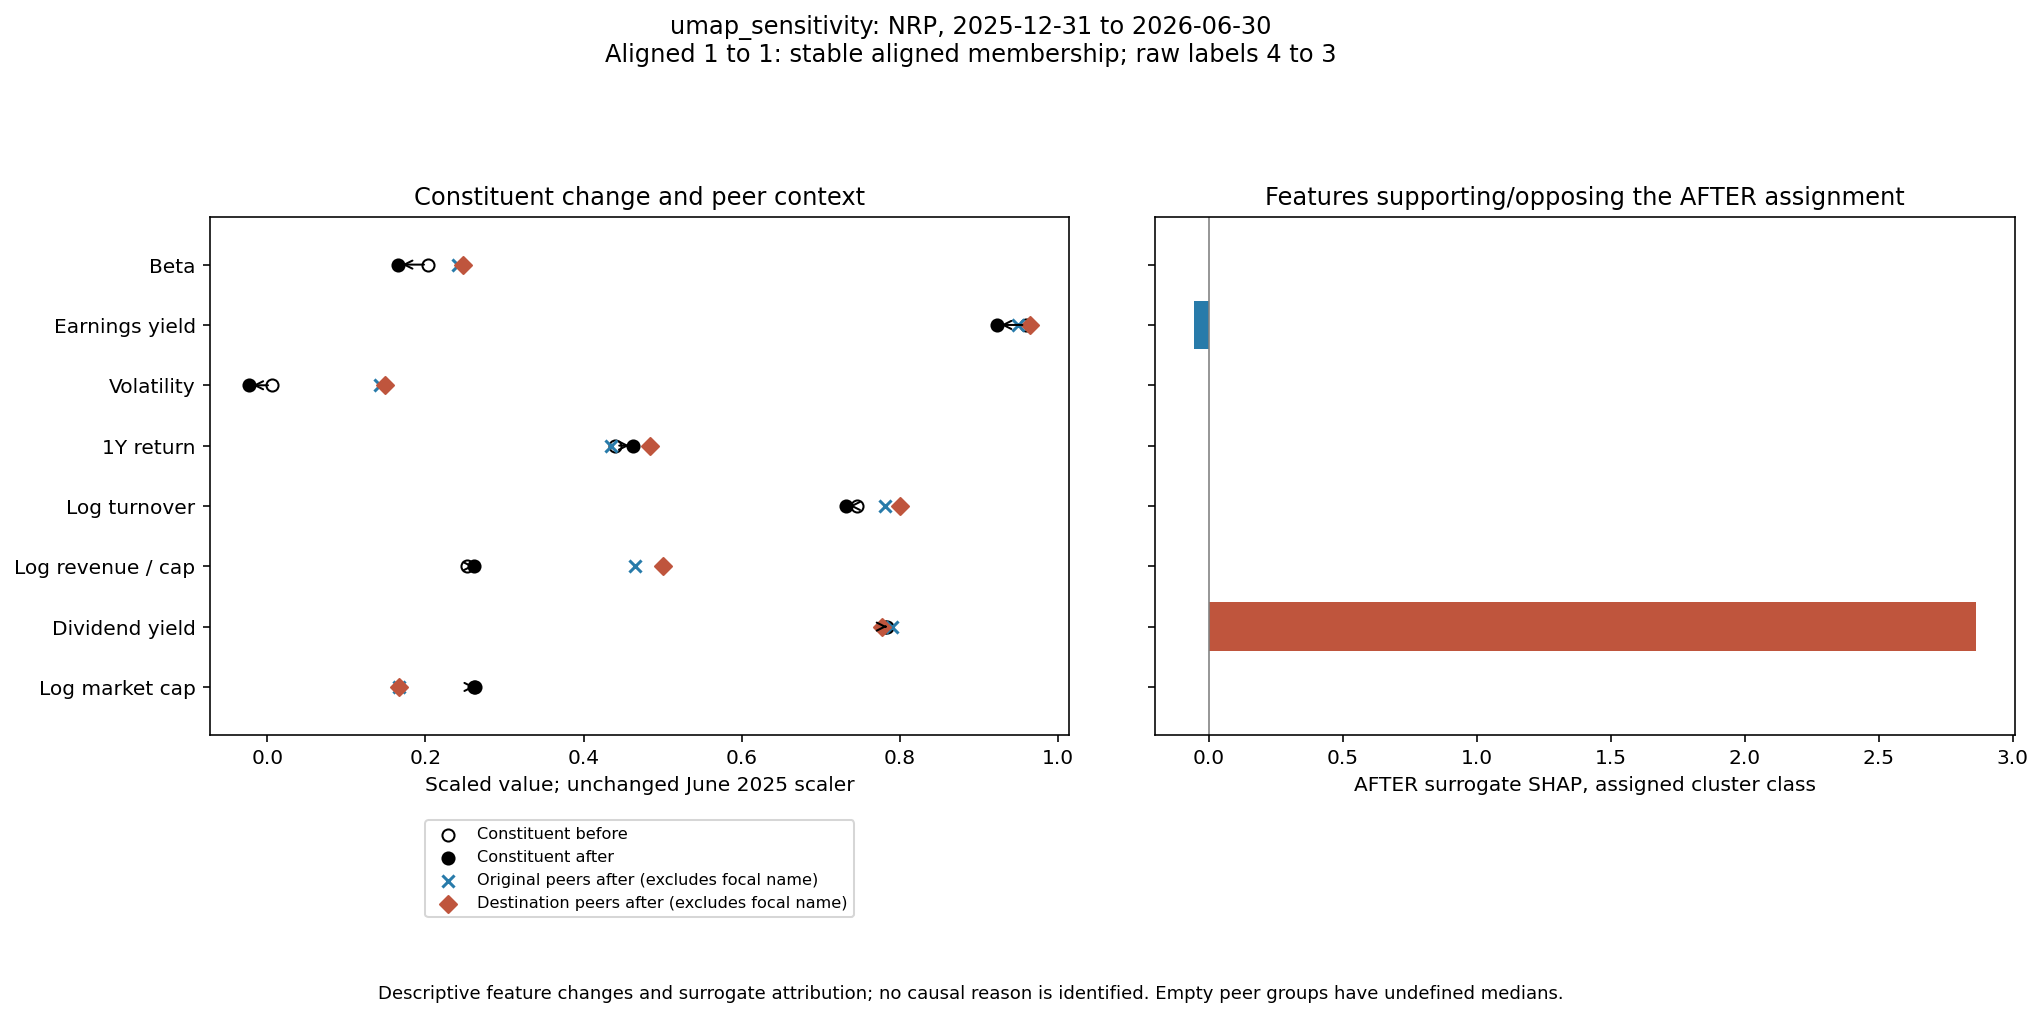 umap_sensitivity: NRP, 2025-12-31 to 2026-06-30
Aligned 1 to 1: stable aligned membership; raw labels 4 to 3
Constituent change and peer context
Beta
Earnings yield
Volatility
1Y return
Log turnover
Log revenue / cap
Dividend yield
Log market cap
0.0 0.2 0.4 0.6 0.8 1.0
Scaled value; unchanged June 2025 scaler
Constituent before
Constituent after
Original peers after (excludes focal name)
Destination peers after (excludes focal name)
Features supporting/opposing the AFTER assignment
0.0 0.5 1.0 1.5 2.0 2.5 3.0
AFTER surrogate SHAP, assigned cluster class
Descriptive feature changes and surrogate attribution; no causal reason is identified. Empty peer groups have undefined medians.